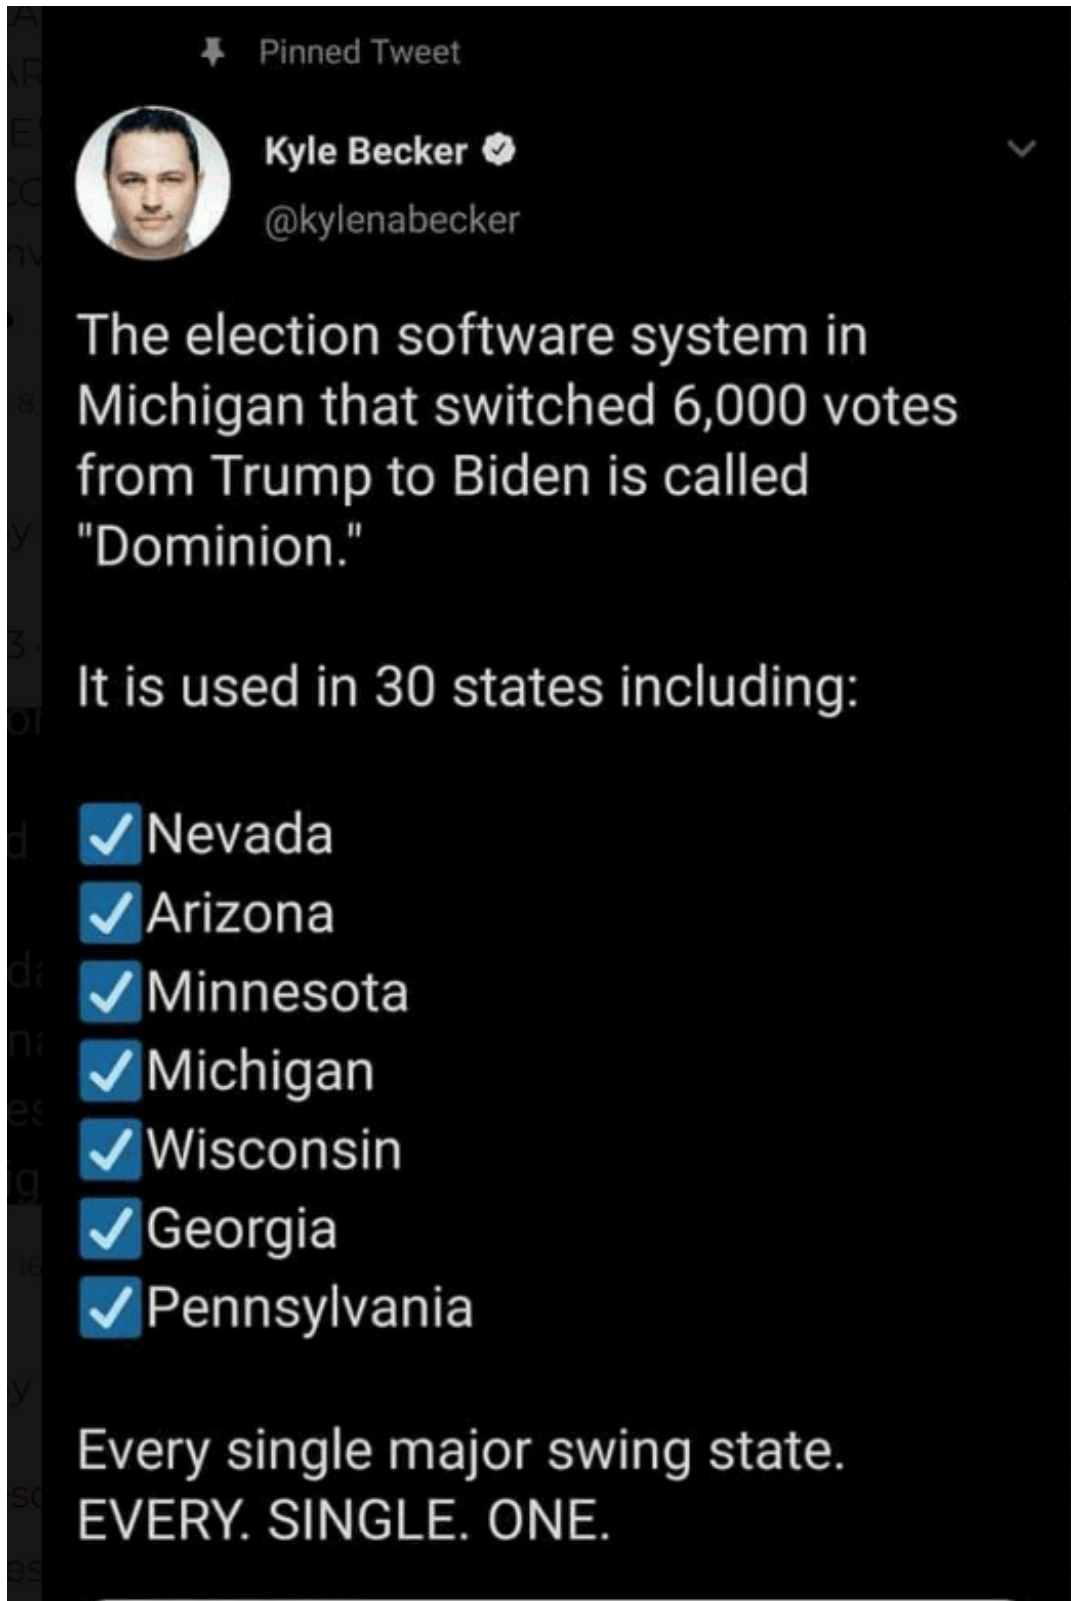 Pinned Tweet
Kyle Becker
@kylenabecker
The election software system in
Michigan that switched 6,000 votes
from Trump to Biden is called
"Dominion."
It is used in 30 states including:
Nevada
Arizona
Minnesota
Michigan
Wisconsin
Georgia
Pennsylvania
Every single major swing state.
EVERY. SINGLE. ONE.